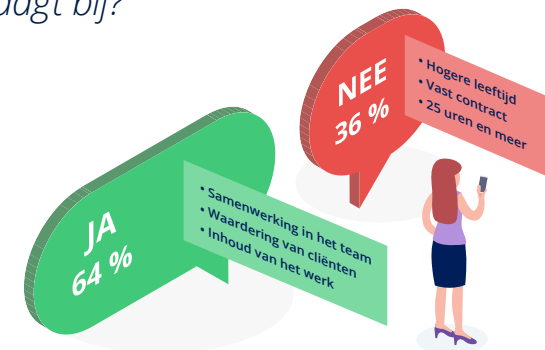 bij?
NEE
36 %
• Hogere leeftijd
• Vast contract
• 25 uren en meer
JA
64 %
• Samenwerking in het team
• Waardering van cliënten
• Inhoud van het werk